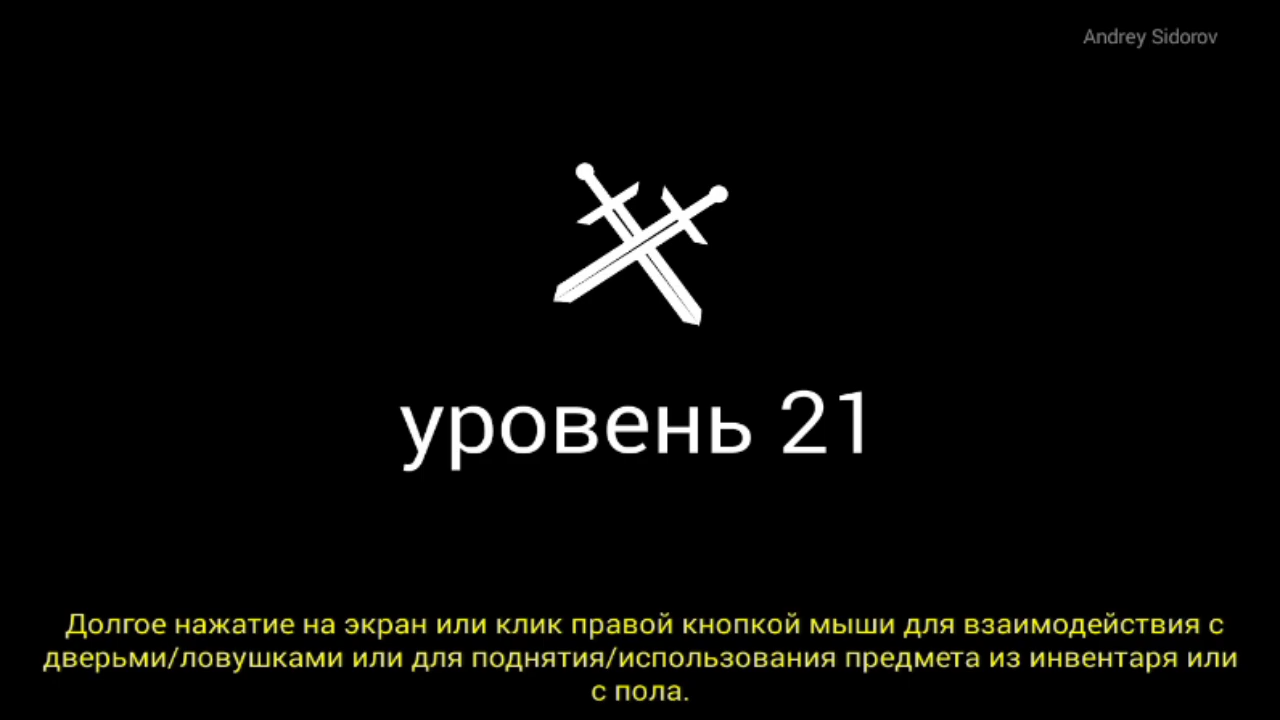 Andrey Sidorov
уровень 21
Долгое нажатие на экран или клик правой кнопкой мыши для взаимодействия с
дверьми/ловушками или для поднятия/использования предмета из инвентаря или
с пола.